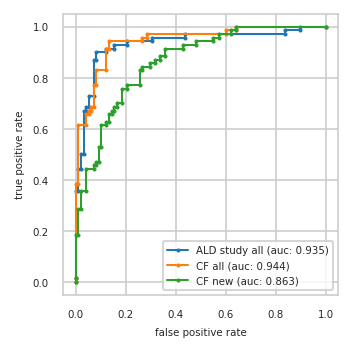 1.0
0.8
0.6
0.4
0.2
0.0
true positive rate
ALD study all (auc: 0.935)
CF all (auc: 0.944)
CF new (auc: 0.863)
0.0 0.2 0.4 0.6 0.8 1.0
false positive rate